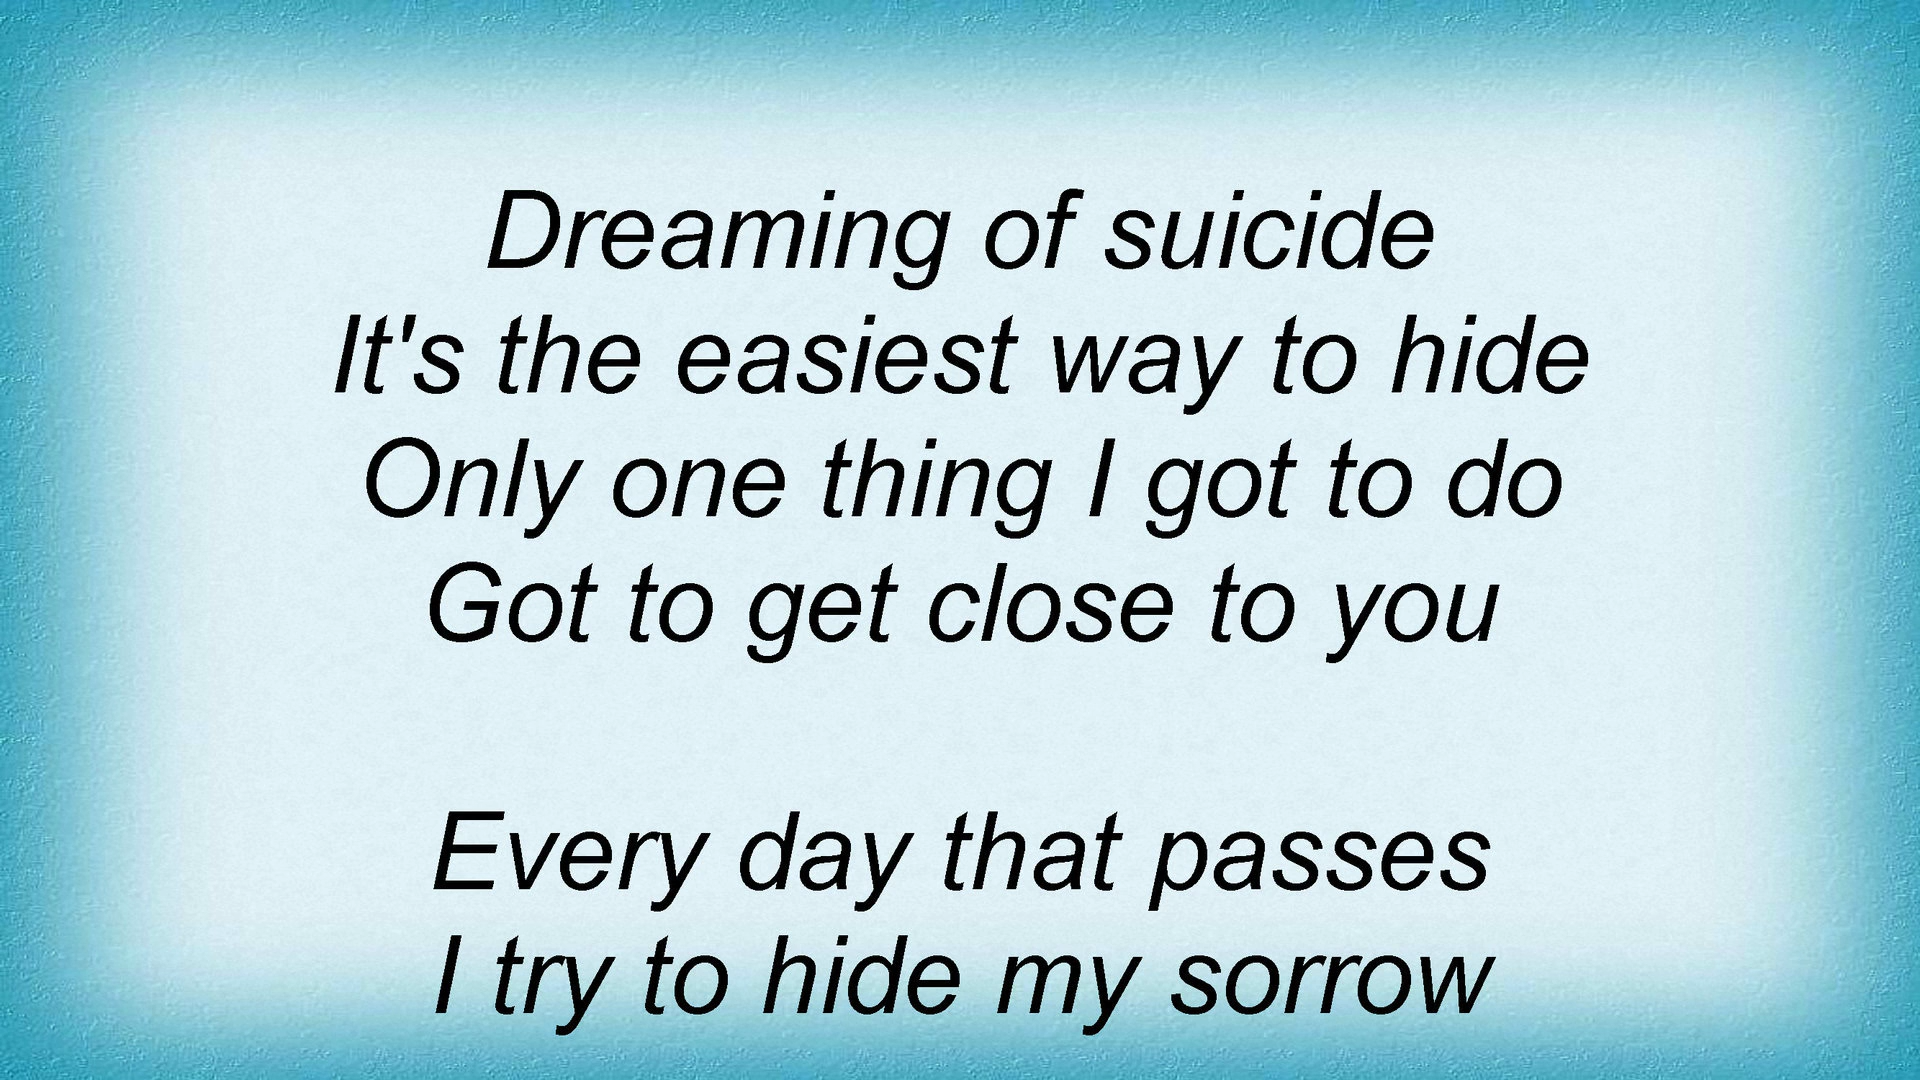 Dreaming of suicide
It's the easiest way to hide
Only one thing I got to do
Got to get close to you
Every day that passes
I try to hide my sorrow